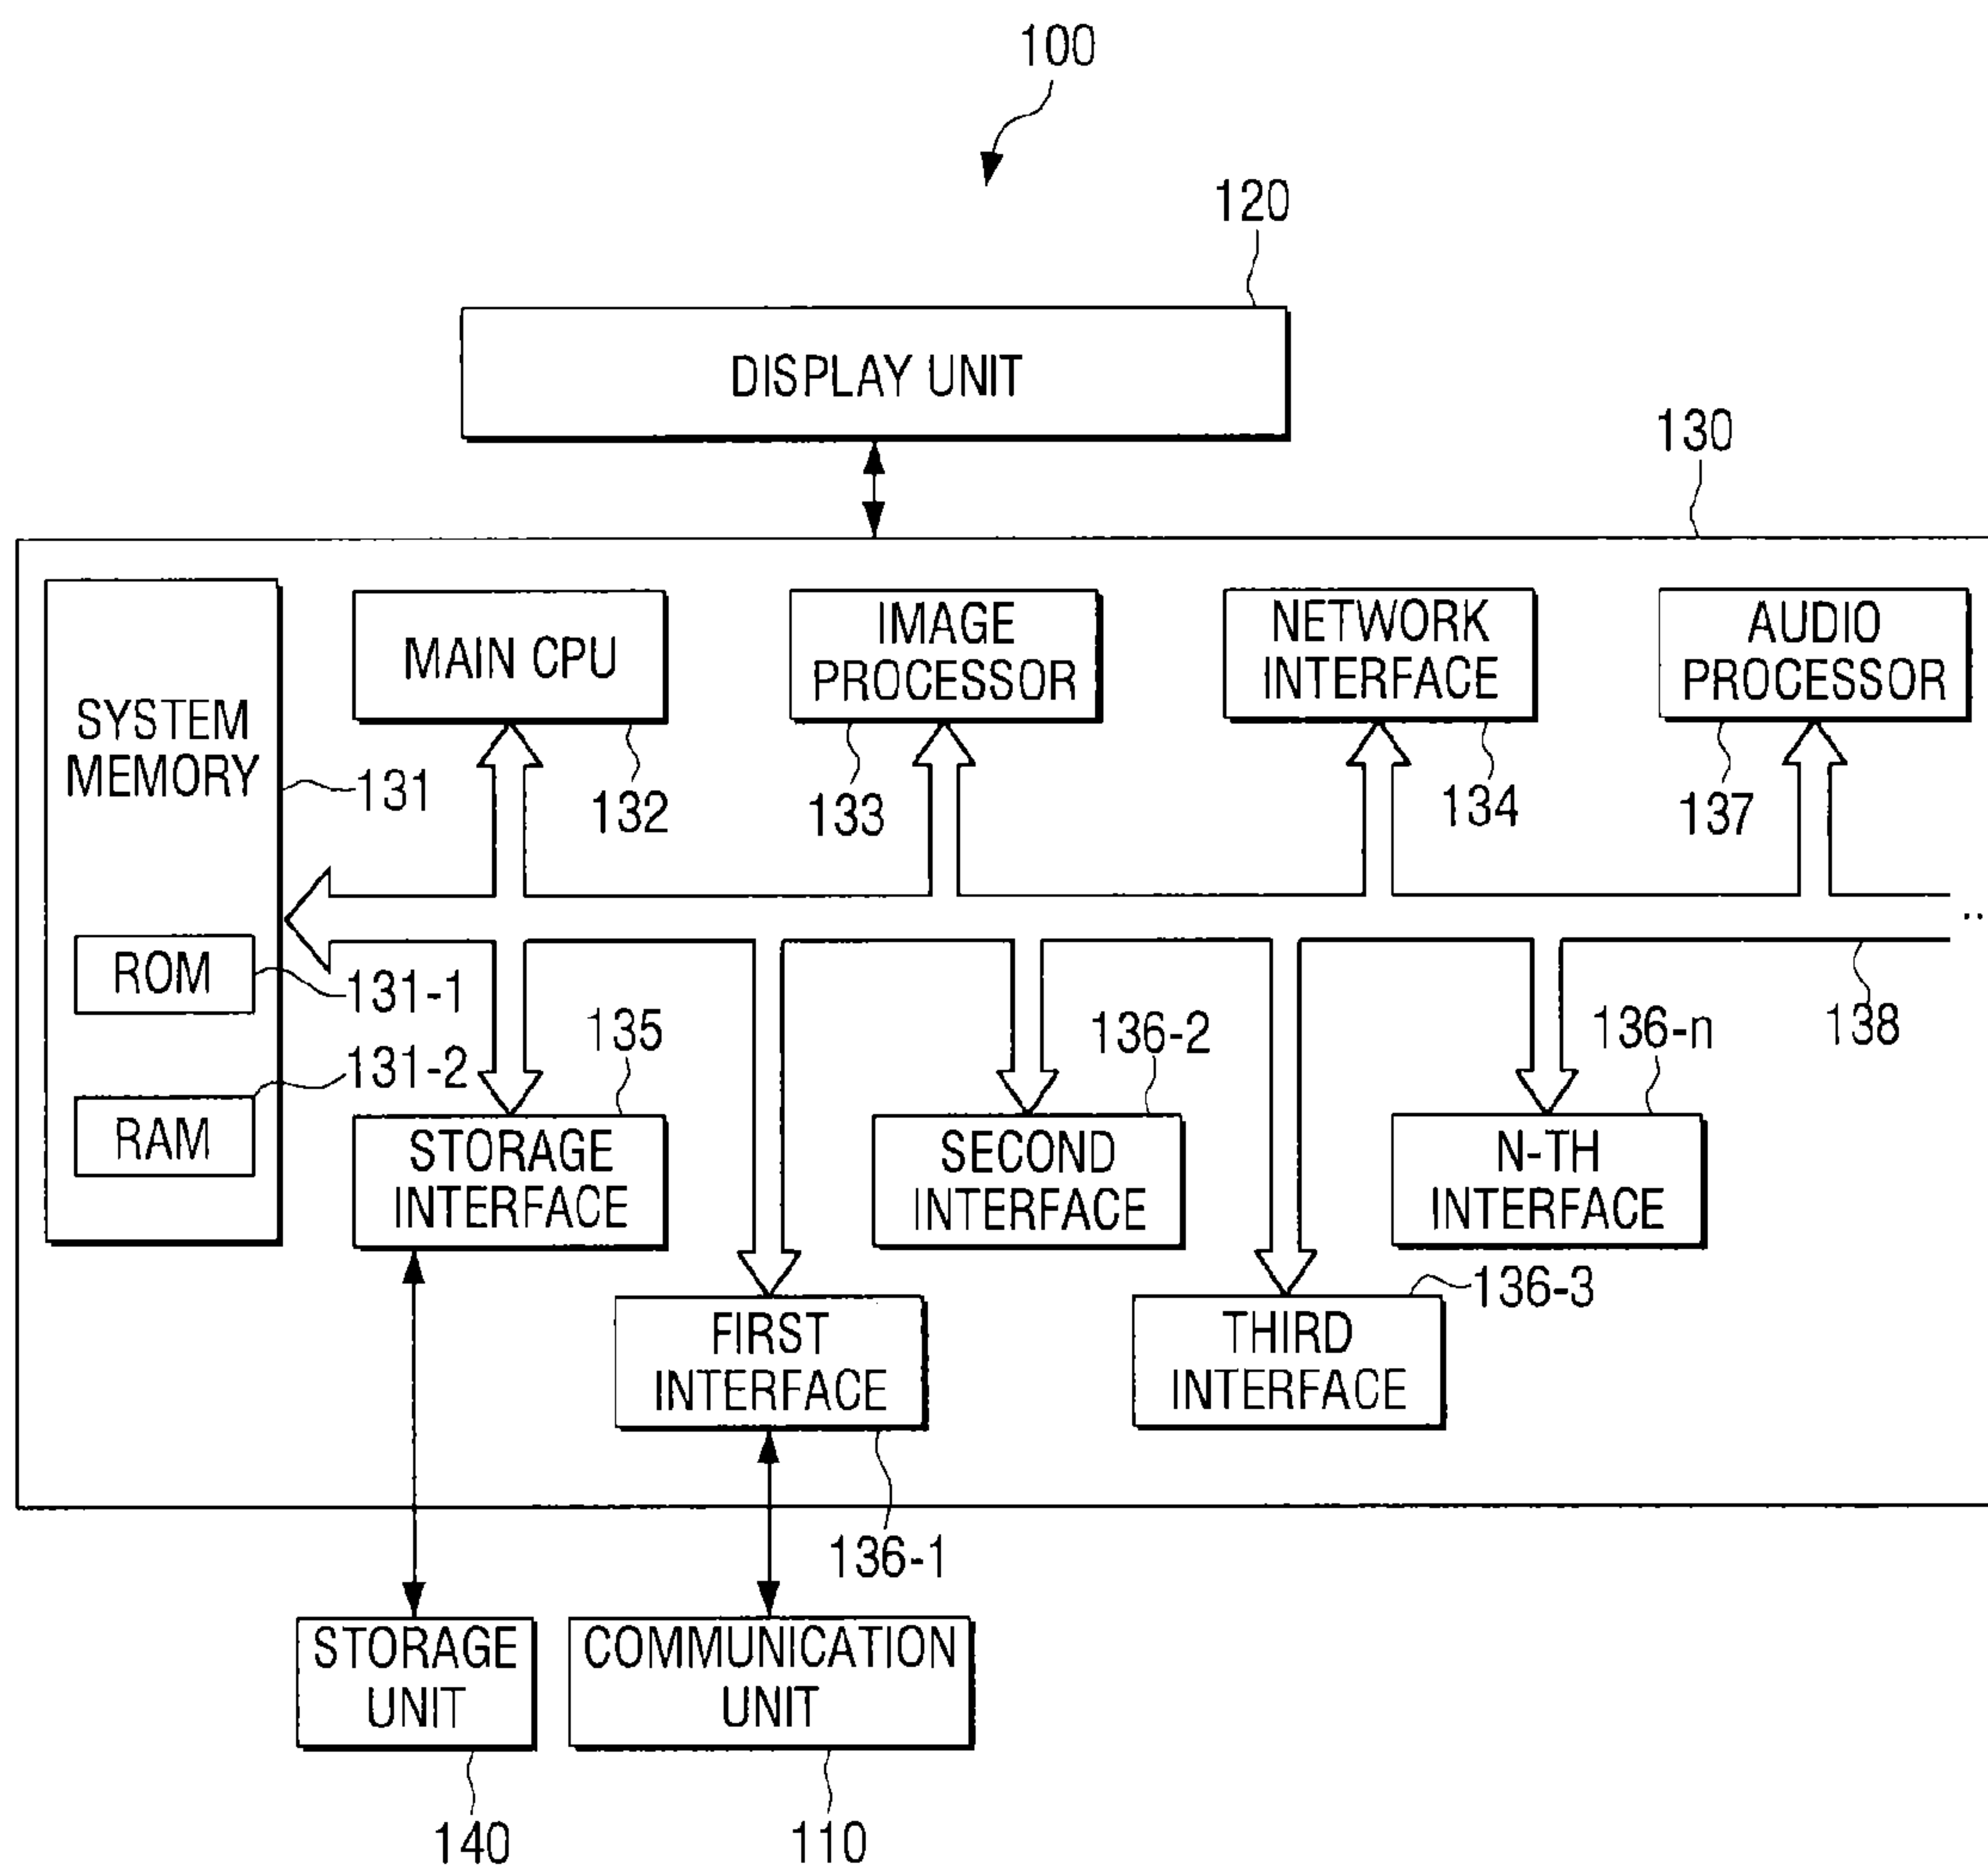 100
120
DISPLAY UNIT
130
MAIN CPU
IMAGE
PROCESSOR
NETWORK
INTERFACE
AUDIO
PROCESSOR
SYSTEM
MEMORY
131
132
133
134
137
..
ROM
131-1
135
136-2
136-n
138
131-2
RAM
STORAGE
INTERFACE
SECOND
INTERFACE
N-TH
INTERFACE
136-3
FIRST
INTERFACE
THIRD
INTERFACE
136-1
STORAGE
UNIT
COMMUNICATION
UNIT
140
110